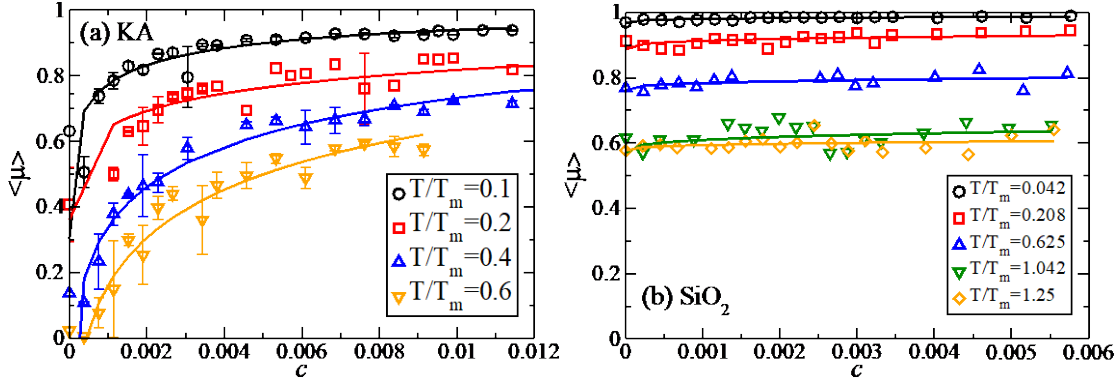 1
0.8
0.6
0.4
0.2
0
<μ>
(a) KA
T/Tm=0.1
T/Tm=0.2
T/Tm=0.4
T/Tm=0.6
0 0.002 0.004 0.006 0.008 0.01 0.012
c
1
0.8
0.6
0.4
0.2
0
<μ>
(b) SiO2
T/Tm=0.042
T/Tm=0.208
T/Tm=0.625
T/Tm=1.042
T/Tm=1.25
0 0.001 0.002 0.003 0.004 0.005 0.006
c